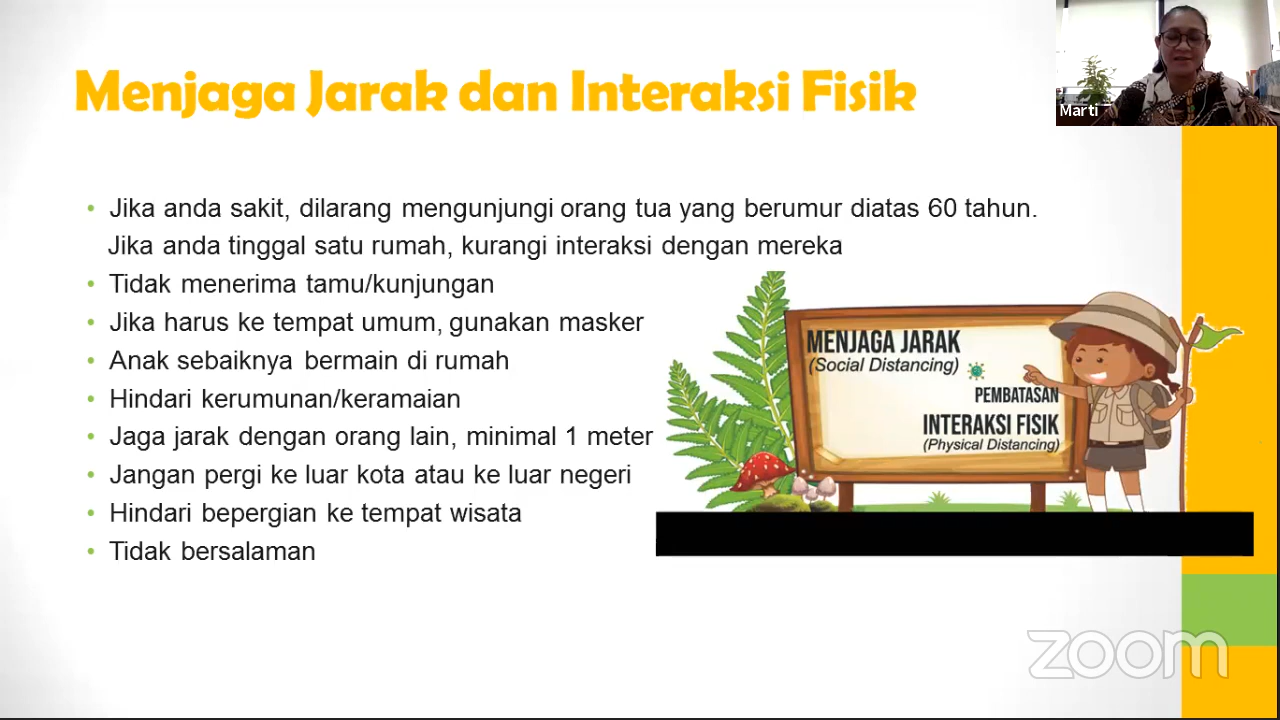 Menjaga Jarak dan Interaksi Fisik
Marti
Jika anda sakit, dilarang mengunjungi orang tua yang berumur diatas 60 tahun.
Jika anda tinggal satu rumah, kurangi interaksi dengan mereka
Tidak menerima tamu/kunjungan
Jika harus ke tempat umum, gunakan masker
Anak sebaiknya bermain di rumah
Hindari kerumunan/keramaian
Jaga jarak dengan orang lain, minimal 1 meter
Jangan pergi ke luar kota atau ke luar negeri
Hindari bepergian ke tempat wisata
Tidak bersalaman
MENJAGA JARAK
(Social Distancing)
PEMBATASAN
INTERAKSI FISIK
(Physical Distancing)
zoom